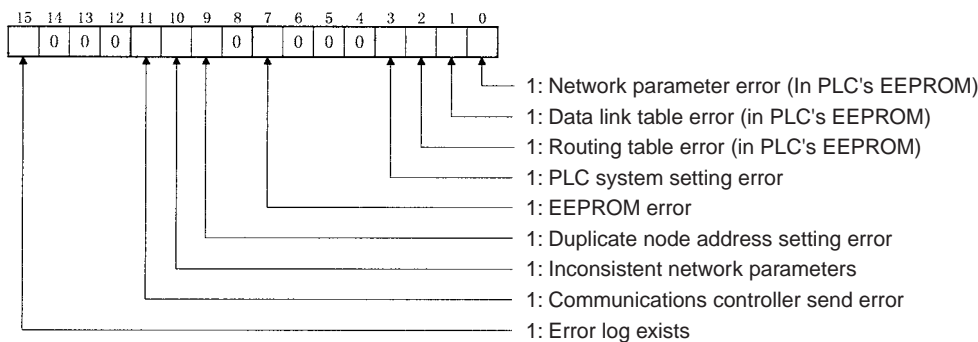 15 14 13 12 11 10 9 8 7 6 5 4 3 2 1 0
0 0 0 0 0 0 0
1: Network parameter error (In PLC's EEPROM)
1: Data link table error (in PLC's EEPROM)
1: Routing table error (in PLC's EEPROM)
1: PLC system setting error
1: EEPROM error
1: Duplicate node address setting error
1: Inconsistent network parameters
1: Communications controller send error
1: Error log exists